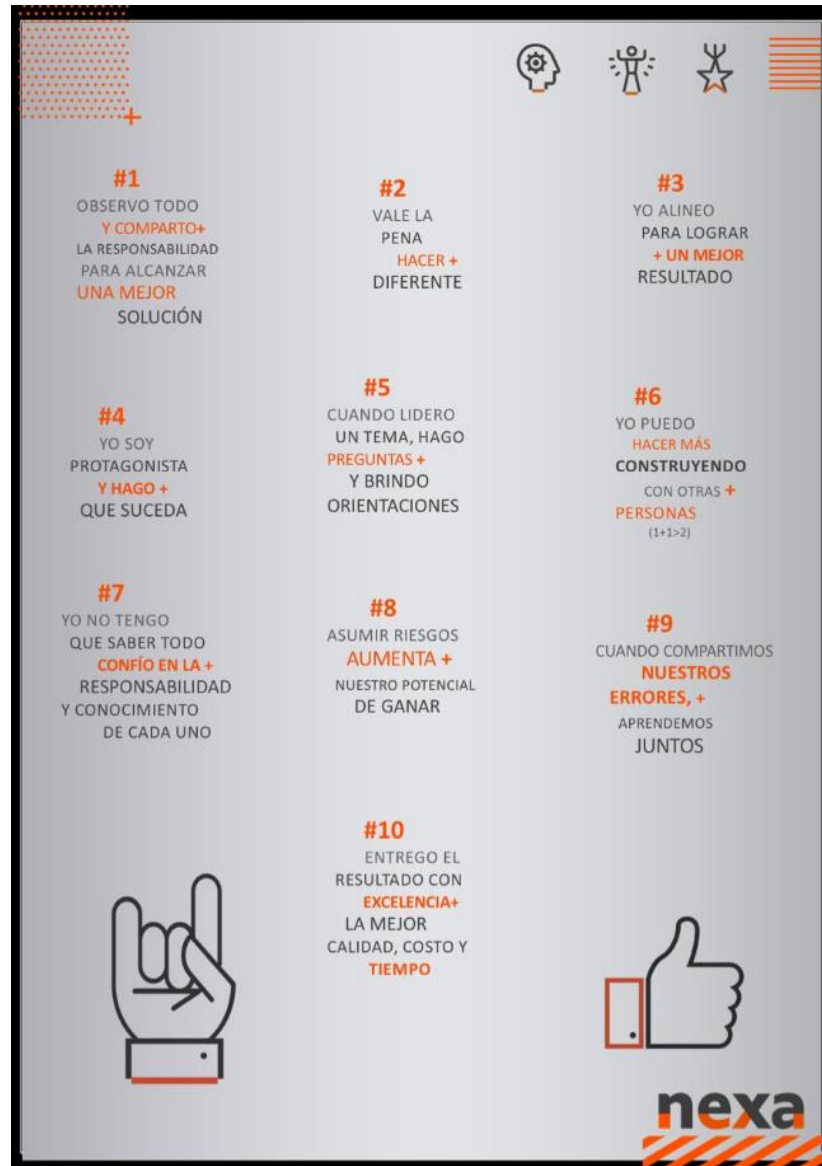 #1
OBSERVO TODO
Y COMPARTO+
LA RESPONSABILIDAD
PARA ALCANZAR
UNA MEJOR
SOLUCIÓN
#2
VALE LA
PENA
HACER +
DIFERENTE
#3
YO ALINEO
PARA LOGRAR
+ UN MEJOR
RESULTADO
#4
YO SOY
PROTAGONISTA
Y HAGO +
QUE SUCEDA
#5
CUANDO LIDERO
UN TEMA, HAGO
PREGUNTAS +
Y BRINDO
ORIENTACIONES
#6
YO PUEDO
HACER MÁS
CONSTRUYENDO
CON OTRAS +
PERSONAS
(1+1>2)
#7
YO NO TENGO
QUE SABER TODO
CONFÍO EN LA +
RESPONSABILIDAD
Y CONOCIMIENTO
DE CADA UNO
#8
ASUMIR RIESGOS
AUMENTA +
NUESTRO POTENCIAL
DE GANAR
#9
CUANDO COMPARTIMOS
NUESTROS
ERRORES, +
APRENDEMOS
JUNTOS
#10
ENTREGO EL
RESULTADO CON
EXCELENCIA+
LA MEJOR
CALIDAD, COSTO Y
TIEMPO
nexa